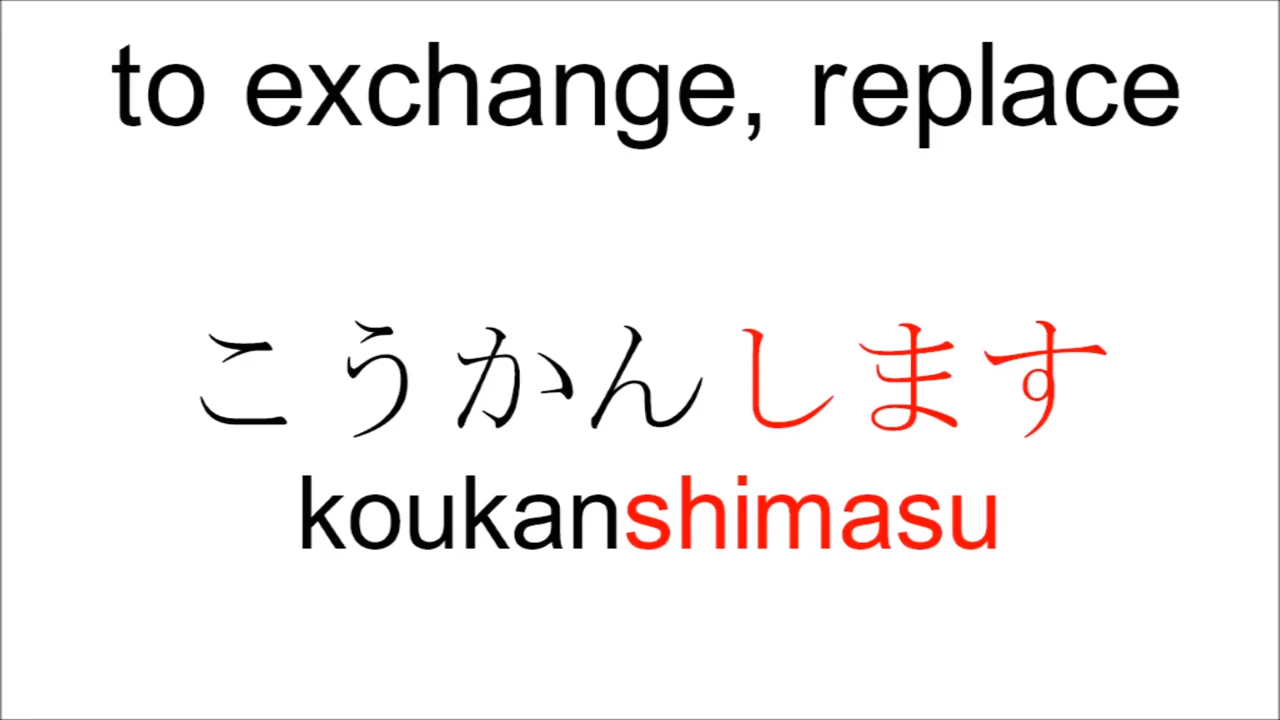 to exchange, replace
こうかんします
koukanshimasu